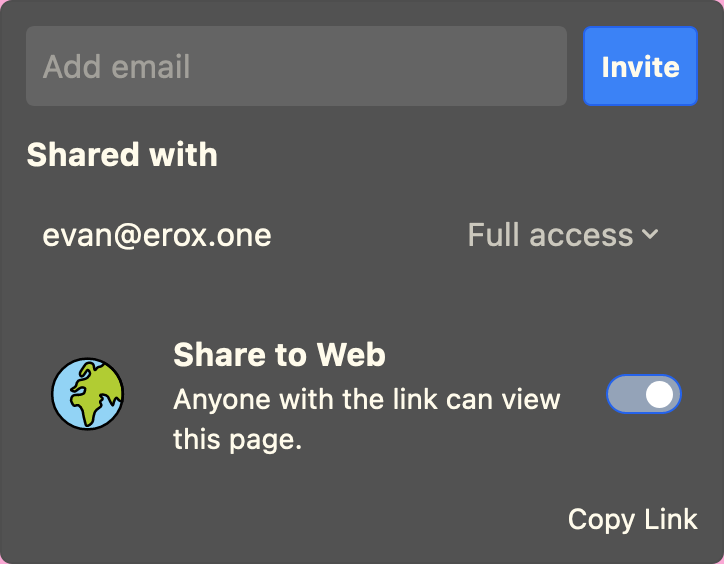 Add email
Invite
Shared with
evan@erox.one
Full access
Share to Web
Anyone with the link can view
this page.
Copy Link